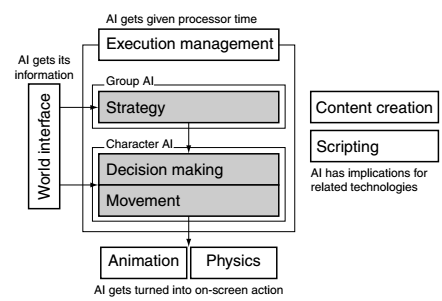 AI gets given processor time
Execution management
AI gets its
information
Group AI
Strategy
World interface
Character AI
Decision making
Movement
Animation
Physics
AI gets turned into on-screen action
Content creation
Scripting
AI has implications for
related technologies